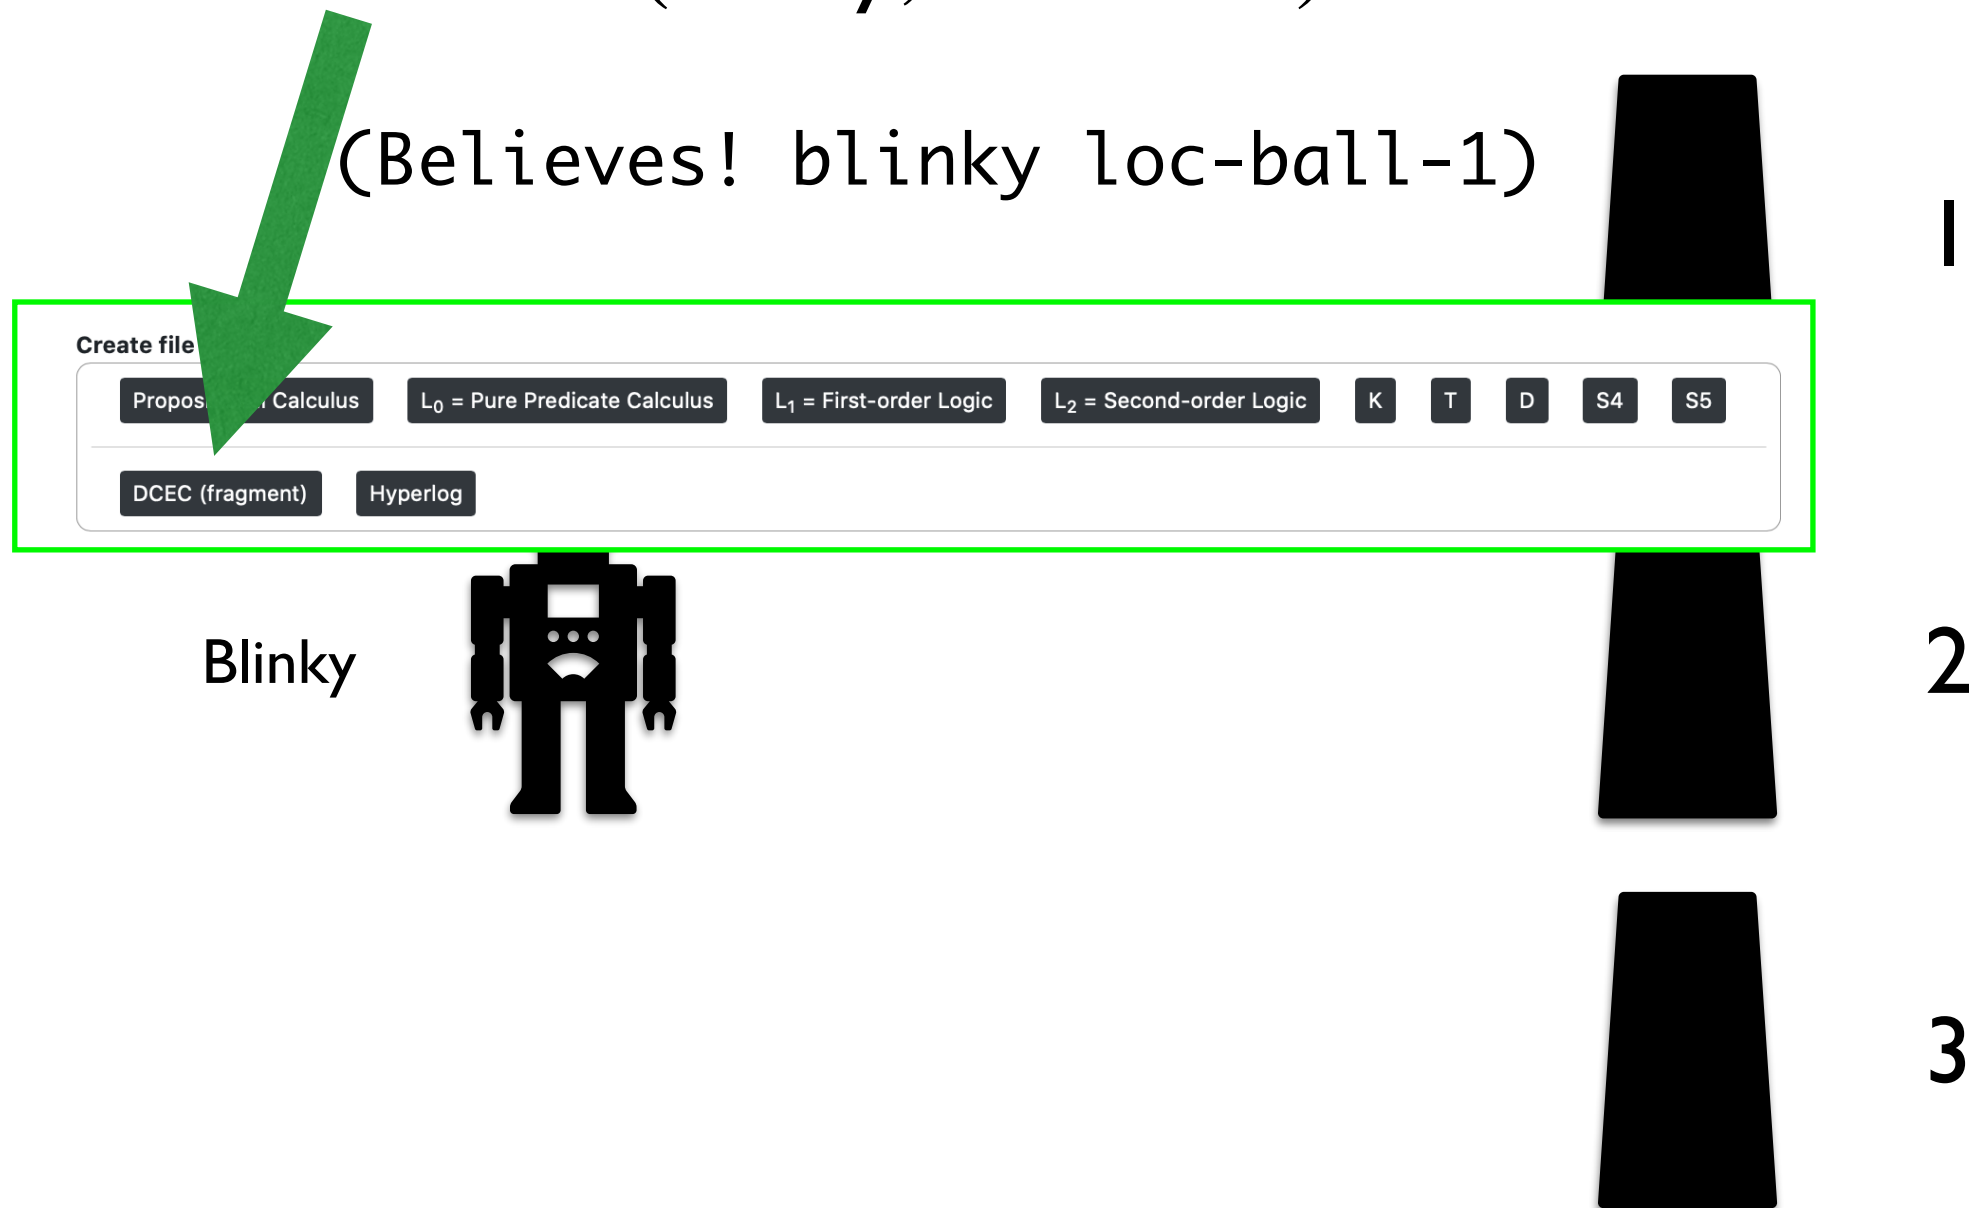 (Believes! blinky loc-ball-1)
1
Create file
Calculus L₀ = Pure Predicate Calculus L₁ = First-order Logic L₂ = Second-order Logic K T D S4 S5
DCEC (fragment) Hyperlog
Blinky
2
3